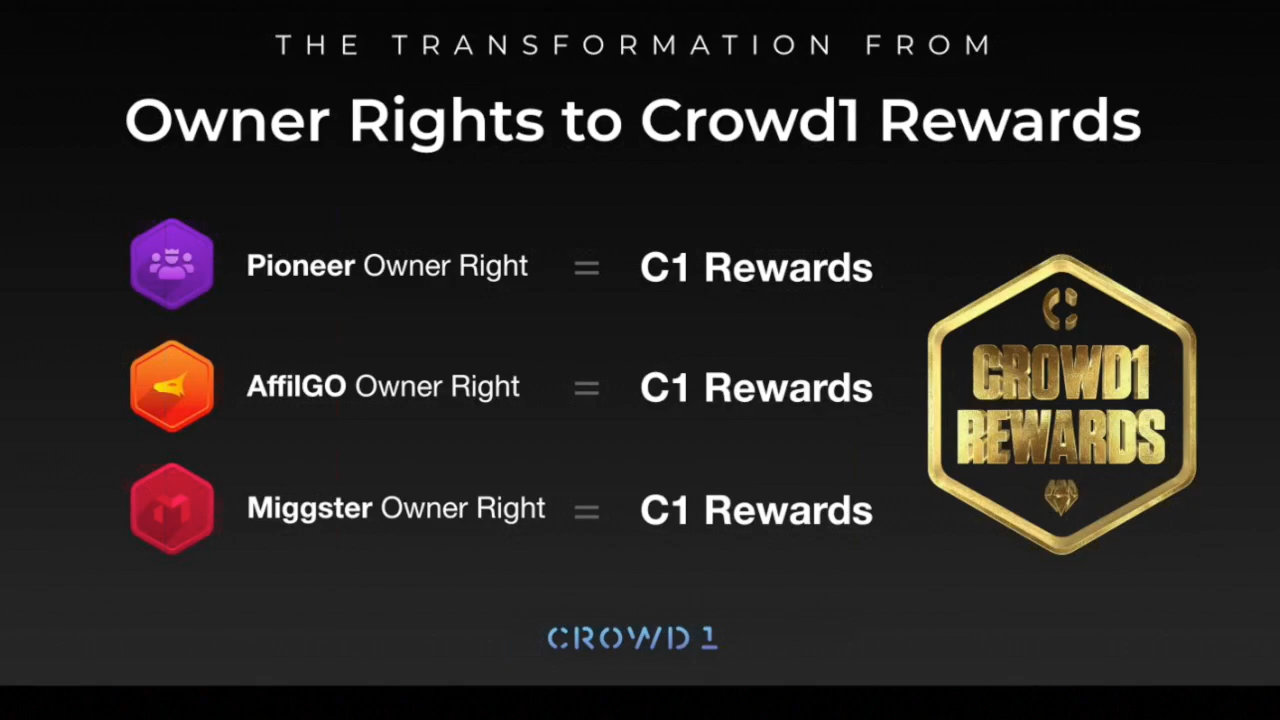 THE TRANSFORMATION FROM
Owner Rights to Crowd1 Rewards
Pioneer Owner Right = C1 Rewards
AffilGO Owner Right = C1 Rewards
Miggster Owner Right = C1 Rewards
CROWD1
REWARDS
CROWD1